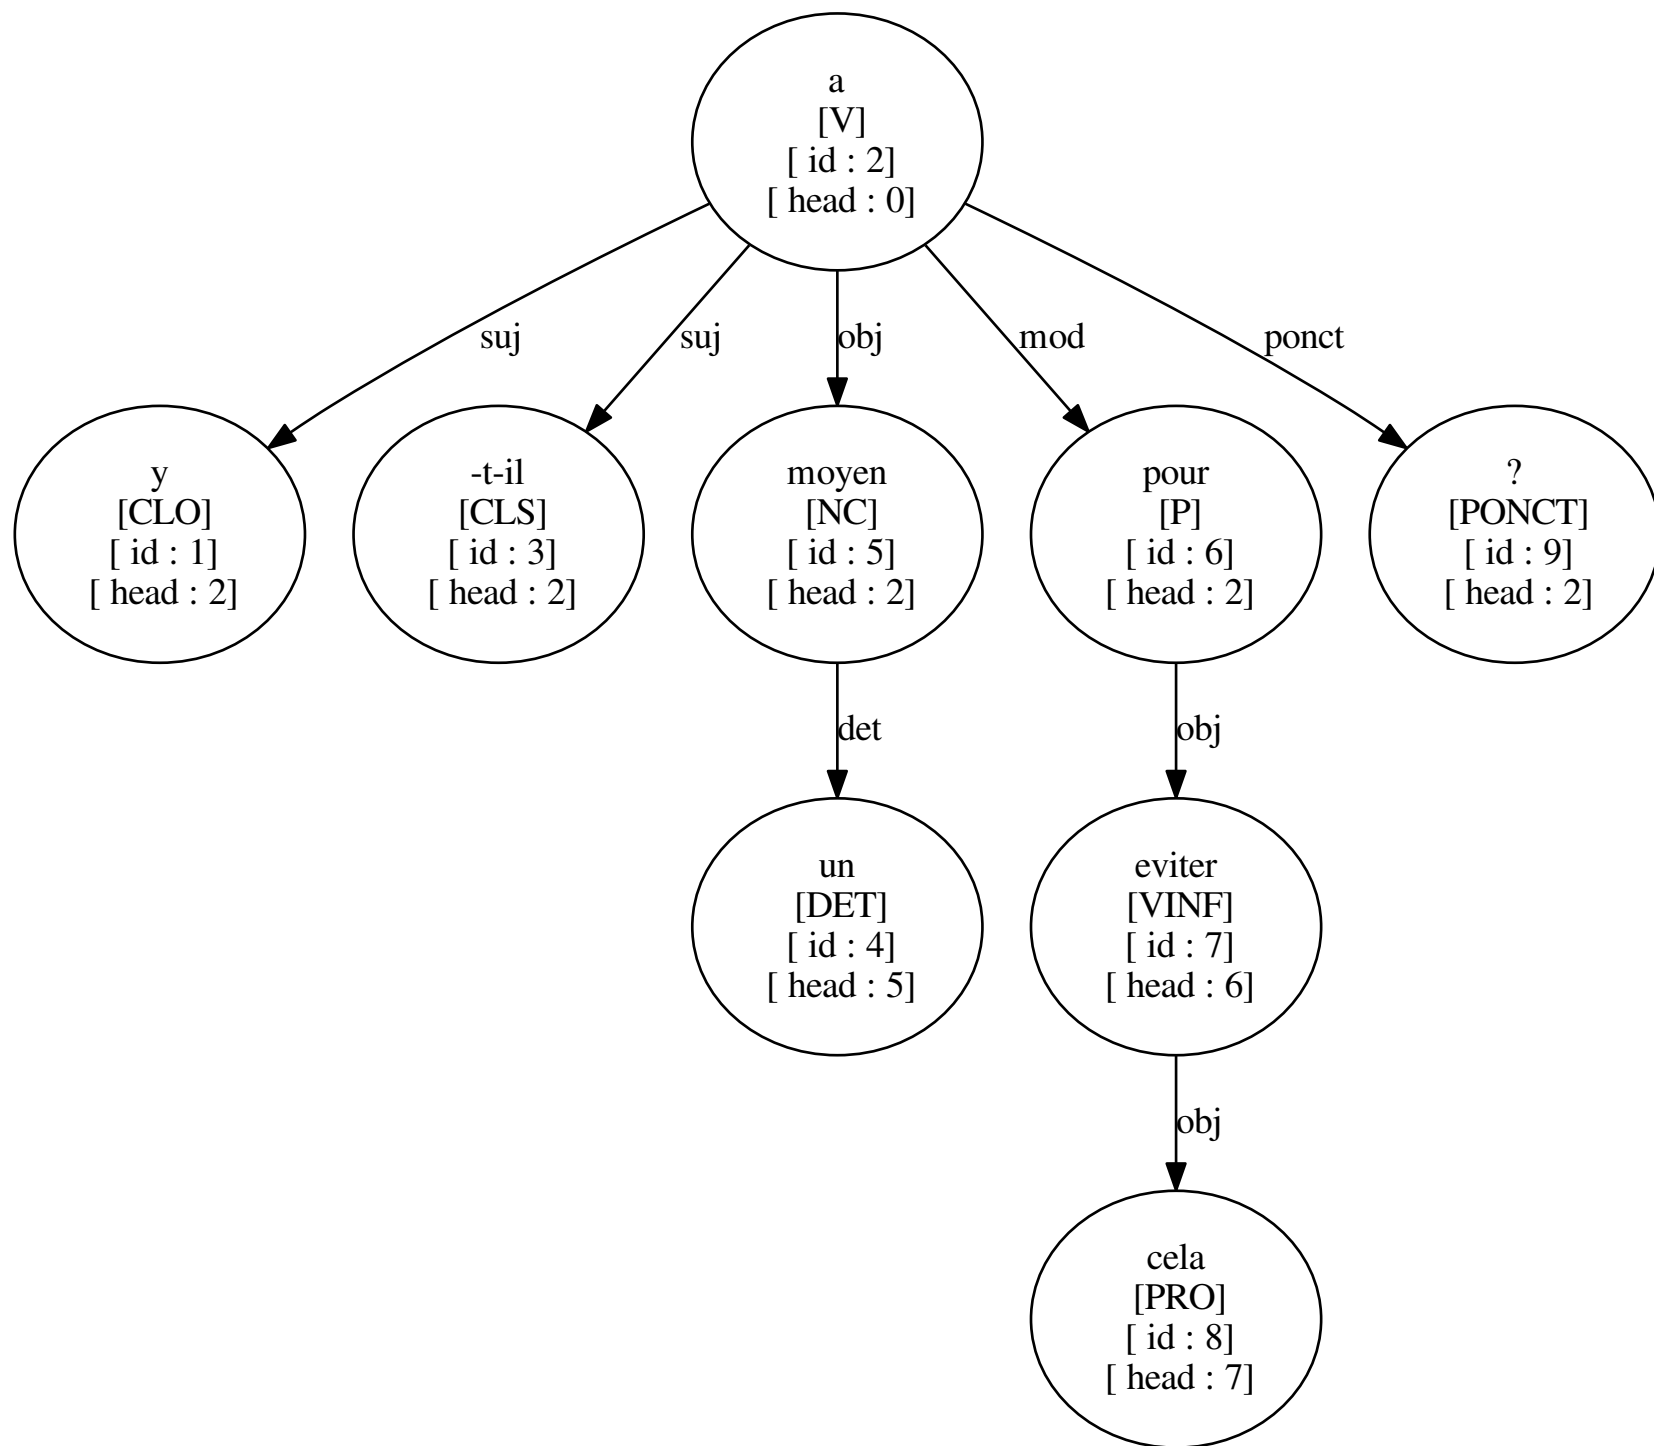 a
[V]
[ id : 2]
[ head : 0]
suj
suj
obj
mod
ponct
y
[CLO]
[ id : 1]
[ head : 2]
-t-il
[CLS]
[ id : 3]
[ head : 2]
moyen
[NC]
[ id : 5]
[ head : 2]
pour
[P]
[ id : 6]
[ head : 2]
?
[PONCT]
[ id : 9]
[ head : 2]
det
obj
un
[DET]
[ id : 4]
[ head : 5]
eviter
[VINF]
[ id : 7]
[ head : 6]
obj
cela
[PRO]
[ id : 8]
[ head : 7]